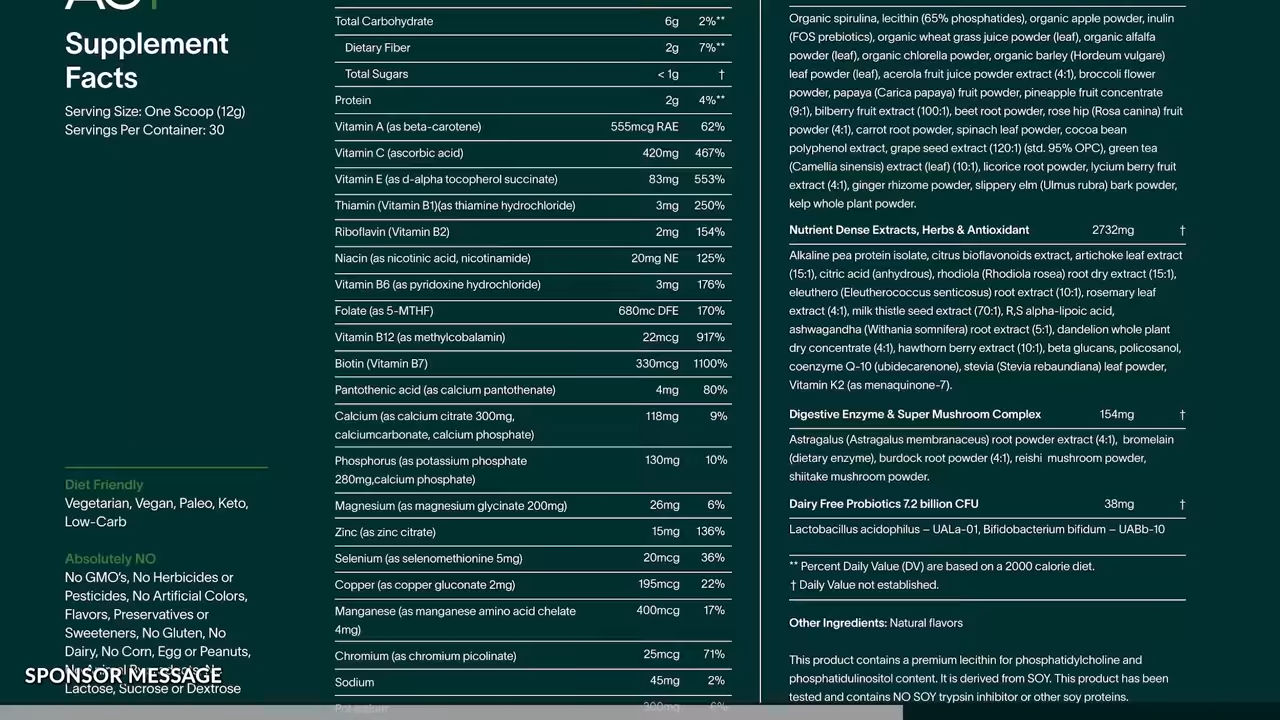 AG1
Supplement
Facts
Serving Size: One Scoop (12g)
Servings Per Container: 30
Diet Friendly
Vegetarian, Vegan, Paleo, Keto,
Low-Carb
Absolutely NO
No GMO's, No Herbicides or
Pesticides, No Artificial Colors,
Flavors, Preservatives or
Sweeteners, No Gluten, No
Dairy, No Corn, Egg or Peanuts,
SPONSOR MESSAGE
Lactose, Sucrose or Dextrose
Total Carbohydrate 6g 2%**
Dietary Fiber 2g 7%**
Total Sugars < 1g †
Protein 2g 4%**
Vitamin A (as beta-carotene) 555mcg RAE 62%
Vitamin C (ascorbic acid) 420mg 467%
Vitamin E (as d-alpha tocopherol succinate) 83mg 553%
Thiamin (Vitamin B1)(as thiamine hydrochloride) 3mg 250%
Riboflavin (Vitamin B2) 2mg 154%
Niacin (as nicotinic acid, nicotinamide) 20mg NE 125%
Vitamin B6 (as pyridoxine hydrochloride) 3mg 176%
Folate (as 5-MTHF) 680mc DFE 170%
Vitamin B12 (as methylcobalamin) 22mcg 917%
Biotin (Vitamin B7) 330mcg 1100%
Pantothenic acid (as calcium pantothenate) 4mg 80%
Calcium (as calcium citrate 300mg, 118mg 9%
calciumcarbonate, calcium phosphate)
Phosphorus (as potassium phosphate 130mg 10%
280mg,calcium phosphate)
Magnesium (as magnesium glycinate 200mg) 26mg 6%
Zinc (as zinc citrate) 15mg 136%
Selenium (as selenomethionine 5mg) 20mcg 36%
Copper (as copper gluconate 2mg) 195mcg 22%
Manganese (as manganese amino acid chelate 400mcg 17%
4mg)
Chromium (as chromium picolinate) 25mcg 71%
Sodium 45mg 2%
Potassium 300mg 6%
Organic spirulina, lecithin (65% phosphatides), organic apple powder, inulin
(FOS prebiotics), organic wheat grass juice powder (leaf), organic alfalfa
powder (leaf), organic chlorella powder, organic barley (Hordeum vulgare)
leaf powder (leaf), acerola fruit juice powder extract (4:1), broccoli flower
powder, papaya (Carica papaya) fruit powder, pineapple fruit concentrate
(9:1), bilberry fruit extract (100:1), beet root powder, rose hip (Rosa canina) fruit
powder (4:1), carrot root powder, spinach leaf powder, cocoa bean
polyphenol extract, grape seed extract (120:1) (std. 95% OPC), green tea
(Camellia sinensis) extract (leaf) (10:1), licorice root powder, lycium berry fruit
extract (4:1), ginger rhizome powder, slippery elm (Ulmus rubra) bark powder,
kelp whole plant powder.
Nutrient Dense Extracts, Herbs & Antioxidant 2732mg †
Alkaline pea protein isolate, citrus bioflavonoids extract, artichoke leaf extract
(15:1), citric acid (anhydrous), rhodiola (Rhodiola rosea) root dry extract (15:1),
eleuthero (Eleutherococcus senticosus) root extract (10:1), rosemary leaf
extract (4:1), milk thistle seed extract (70:1), R,S alpha-lipoic acid,
ashwagandha (Withania somnifera) root extract (5:1), dandelion whole plant
dry concentrate (4:1), hawthorn berry extract (10:1), beta glucans, policosanol,
coenzyme Q-10 (ubidecarenone), stevia (Stevia rebaundiana) leaf powder,
Vitamin K2 (as menaquinone-7).
Digestive Enzyme & Super Mushroom Complex 154mg †
Astragalus (Astragalus membranaceus) root powder extract (4:1), bromelain
(dietary enzyme), burdock root powder (4:1), reishi mushroom powder,
shiitake mushroom powder.
Dairy Free Probiotics 7.2 billion CFU 38mg †
Lactobacillus acidophilus – UALa-01, Bifidobacterium bifidum – UABb-10
** Percent Daily Value (DV) are based on a 2000 calorie diet.
† Daily Value not established.
Other Ingredients: Natural flavors
This product contains a premium lecithin for phosphatidylcholine and
phosphatidulinositol content. It is derived from SOY. This product has been
tested and contains NO SOY trypsin inhibitor or other soy proteins.